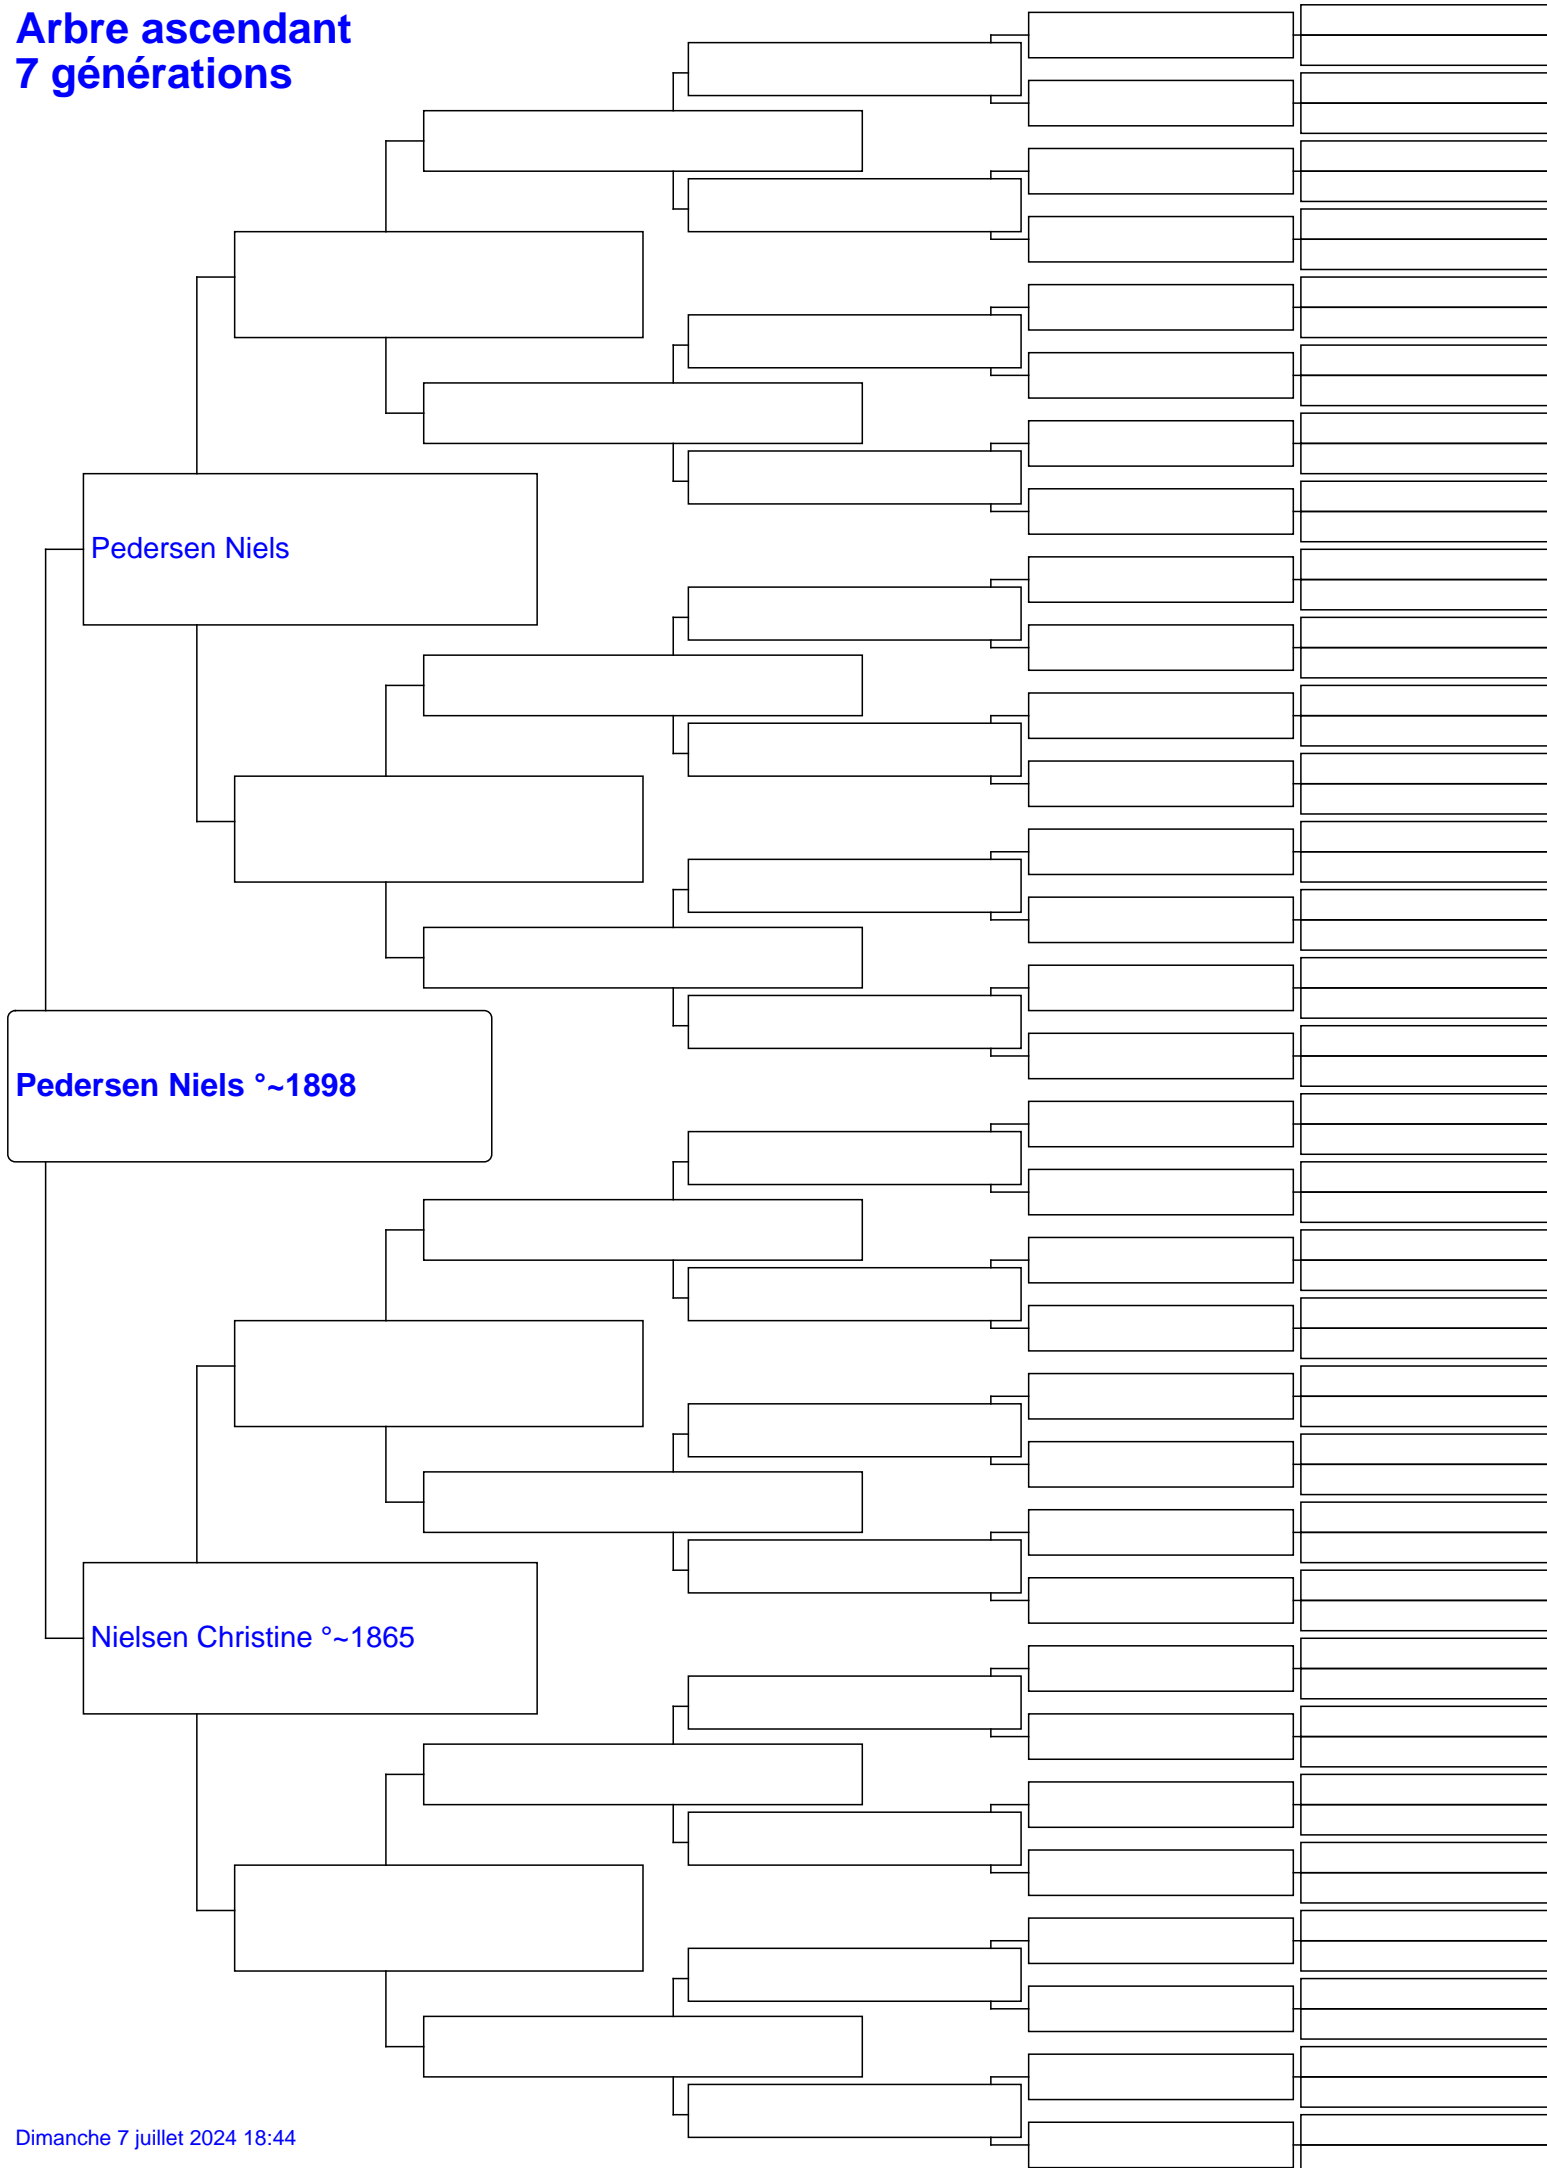 Arbre ascendant
7 générations
Pedersen Niels
Pedersen Niels °~1898
Nielsen Christine °~1865
Dimanche 7 juillet 2024 18:44